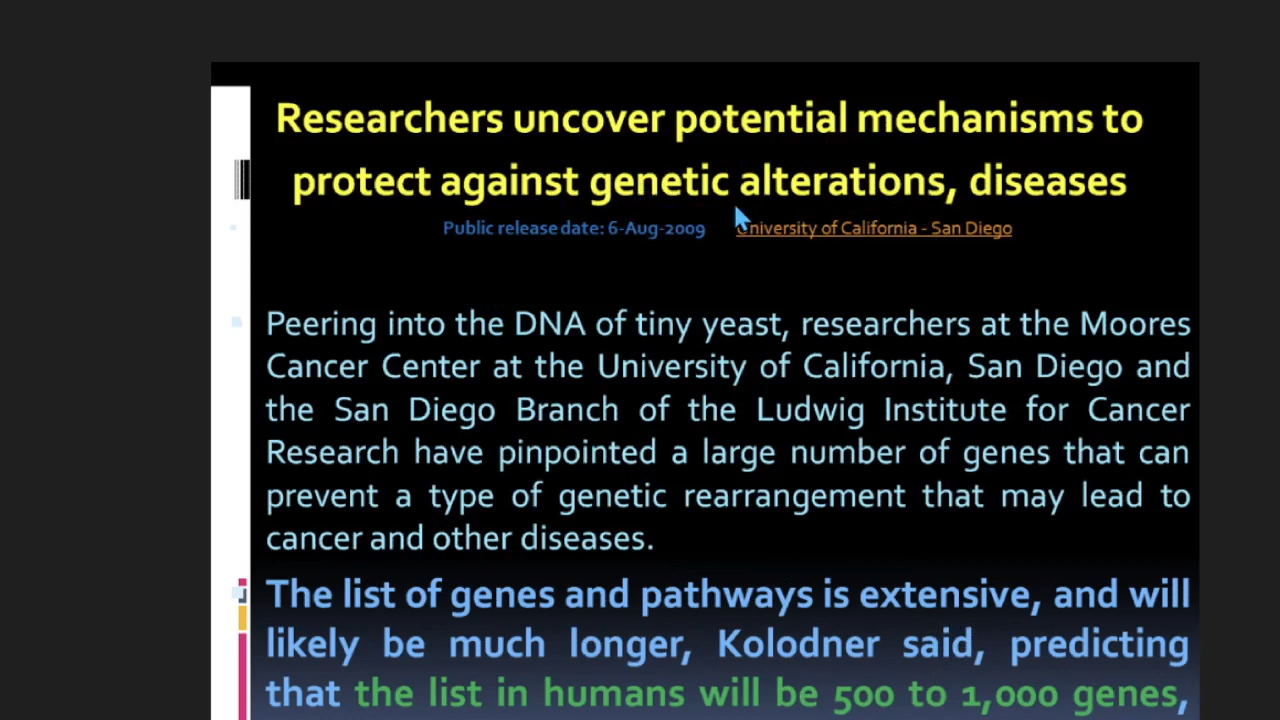 Researchers uncover potential mechanisms to
protect against genetic alterations, diseases
Public release date: 6-Aug-2009 University of California - San Diego
Peering into the DNA of tiny yeast, researchers at the Moores
Cancer Center at the University of California, San Diego and
the San Diego Branch of the Ludwig Institute for Cancer
Research have pinpointed a large number of genes that can
prevent a type of genetic rearrangement that may lead to
cancer and other diseases.
The list of genes and pathways is extensive, and will
likely be much longer, Kolodner said, predicting
that the list in humans will be 500 to 1,000 genes,